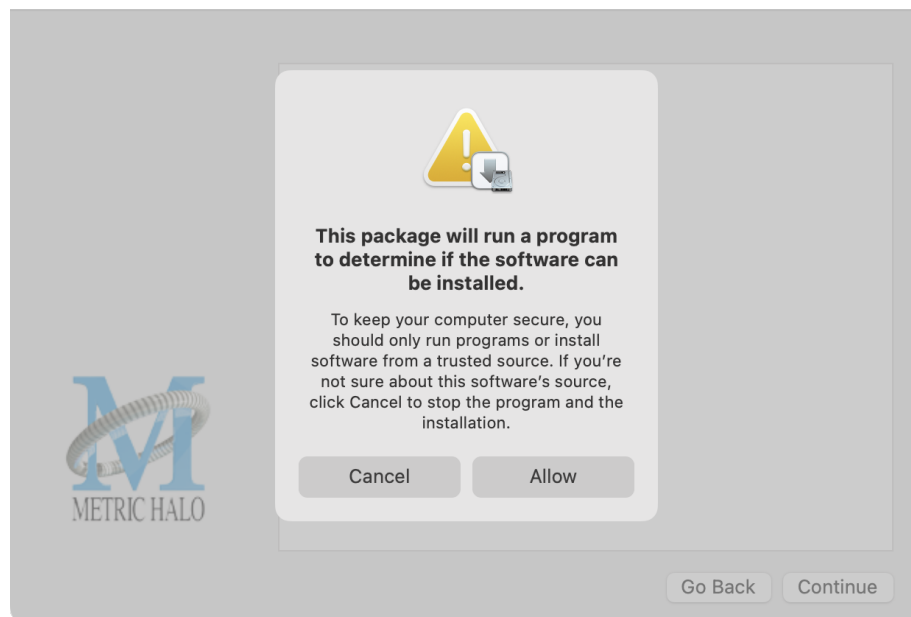 This package will run a program
to determine if the software can
be installed.
To keep your computer secure, you
should only run programs or install
software from a trusted source. If you’re
not sure about this software’s source,
click Cancel to stop the program and the
installation.
Cancel
Allow
METRIC HALO
Go Back
Continue